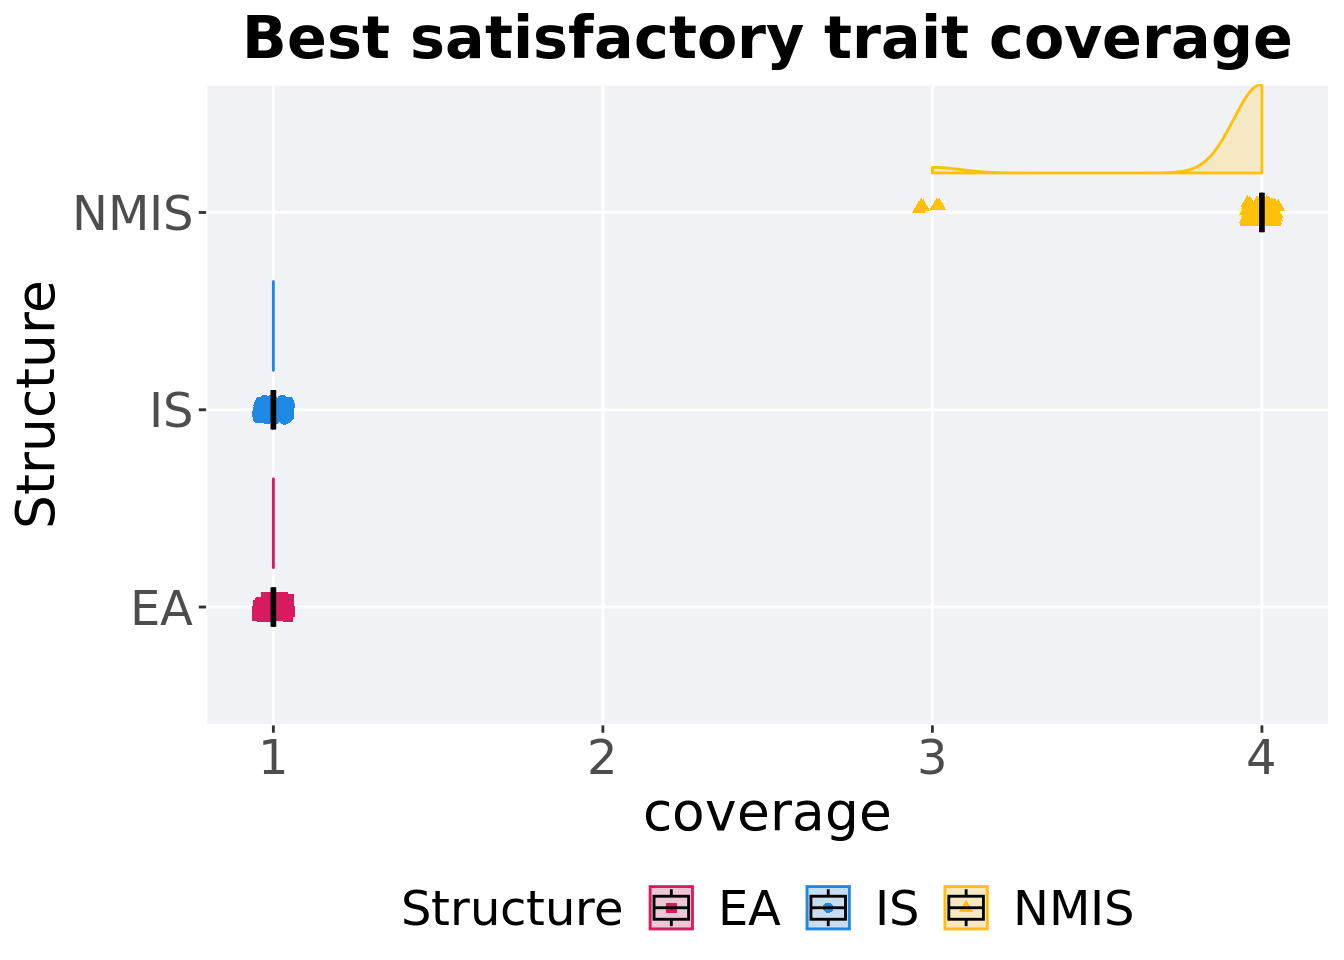 Best satisfactory trait coverage
Structure
NMIS
IS
EA
1 2 3 4
coverage
Structure EA IS NMIS